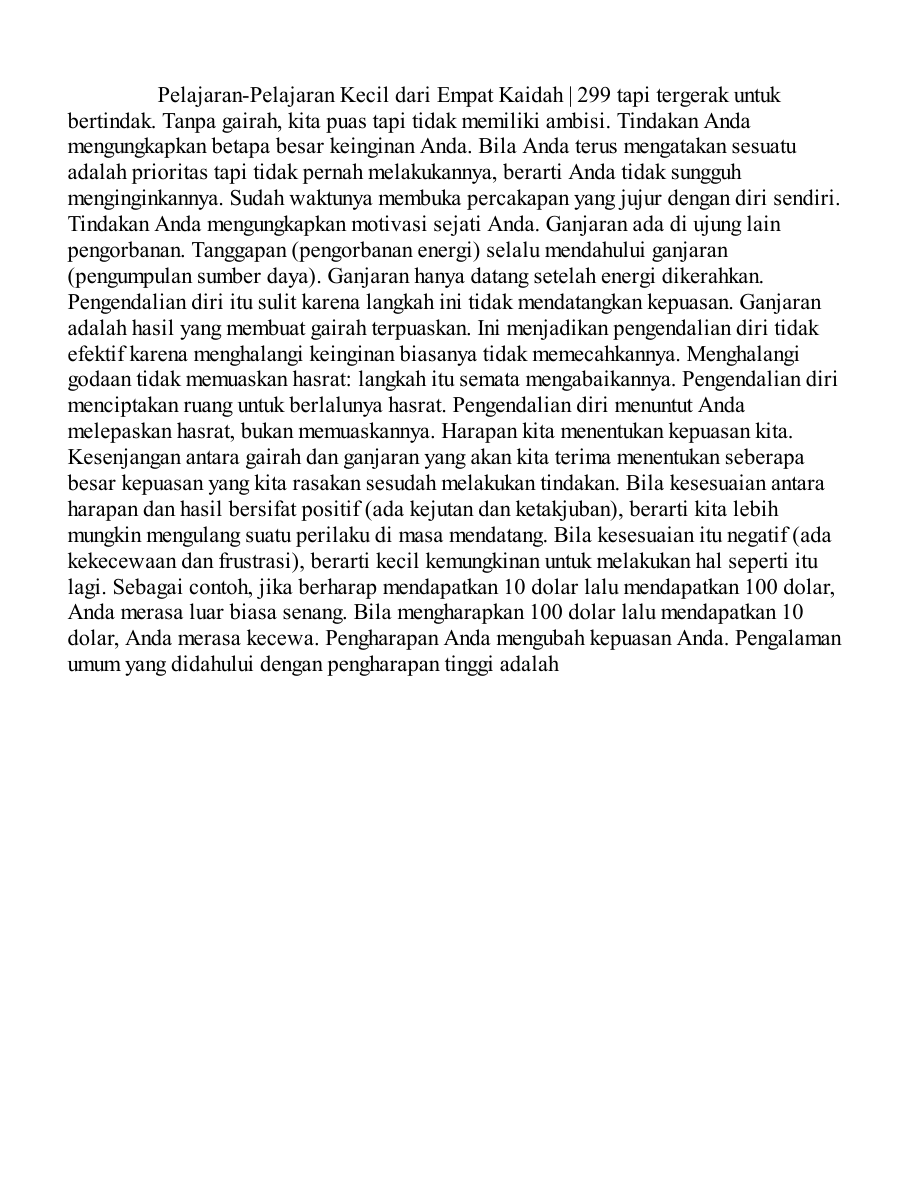 Pelajaran-Pelajaran Kecil dari Empat Kaidah | 299 tapi tergerak untuk
bertindak. Tanpa gairah, kita puas tapi tidak memiliki ambisi. Tindakan Anda
mengungkapkan betapa besar keinginan Anda. Bila Anda terus mengatakan sesuatu
adalah prioritas tapi tidak pernah melakukannya, berarti Anda tidak sungguh
menginginkannya. Sudah waktunya membuka percakapan yang jujur dengan diri sendiri.
Tindakan Anda mengungkapkan motivasi sejati Anda. Ganjaran ada di ujung lain
pengorbanan. Tanggapan (pengorbanan energi) selalu mendahului ganjaran
(pengumpulan sumber daya). Ganjaran hanya datang setelah energi dikerahkan.
Pengendalian diri itu sulit karena langkah ini tidak mendatangkan kepuasan. Ganjaran
adalah hasil yang membuat gairah terpuaskan. Ini menjadikan pengendalian diri tidak
efektif karena menghalangi keinginan biasanya tidak memecahkannya. Menghalangi
godaan tidak memuaskan hasrat: langkah itu semata mengabaikannya. Pengendalian diri
menciptakan ruang untuk berlalunya hasrat. Pengendalian diri menuntut Anda
melepaskan hasrat, bukan memuaskannya. Harapan kita menentukan kepuasan kita.
Kesenjangan antara gairah dan ganjaran yang akan kita terima menentukan seberapa
besar kepuasan yang kita rasakan sesudah melakukan tindakan. Bila kesesuaian antara
harapan dan hasil bersifat positif (ada kejutan dan ketakjuban), berarti kita lebih
mungkin mengulang suatu perilaku di masa mendatang. Bila kesesuaian itu negatif (ada
kekecewaan dan frustrasi), berarti kecil kemungkinan untuk melakukan hal seperti itu
lagi. Sebagai contoh, jika berharap mendapatkan 10 dolar lalu mendapatkan 100 dolar,
Anda merasa luar biasa senang. Bila mengharapkan 100 dolar lalu mendapatkan 10
dolar, Anda merasa kecewa. Pengharapan Anda mengubah kepuasan Anda. Pengalaman
umum yang didahului dengan pengharapan tinggi adalah